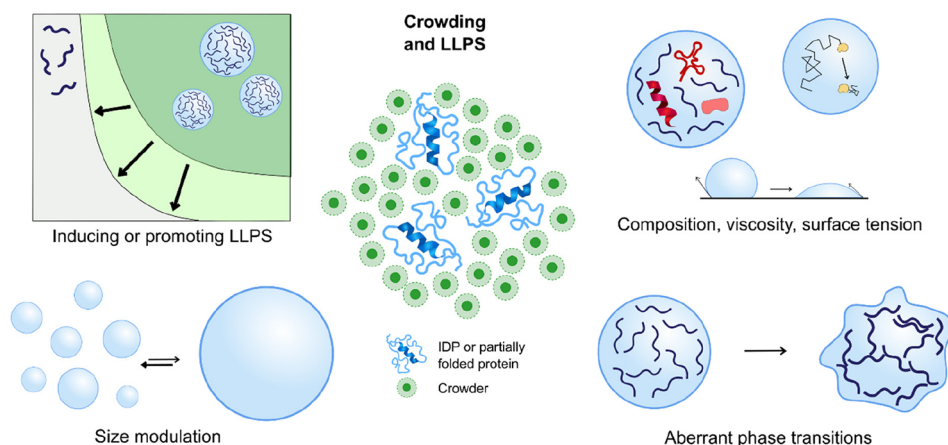 Crowding
and LLPS
Inducing or promoting LLPS
Composition, viscosity, surface tension
IDP or partially
folded protein
Crowder
Size modulation
Aberrant phase transitions